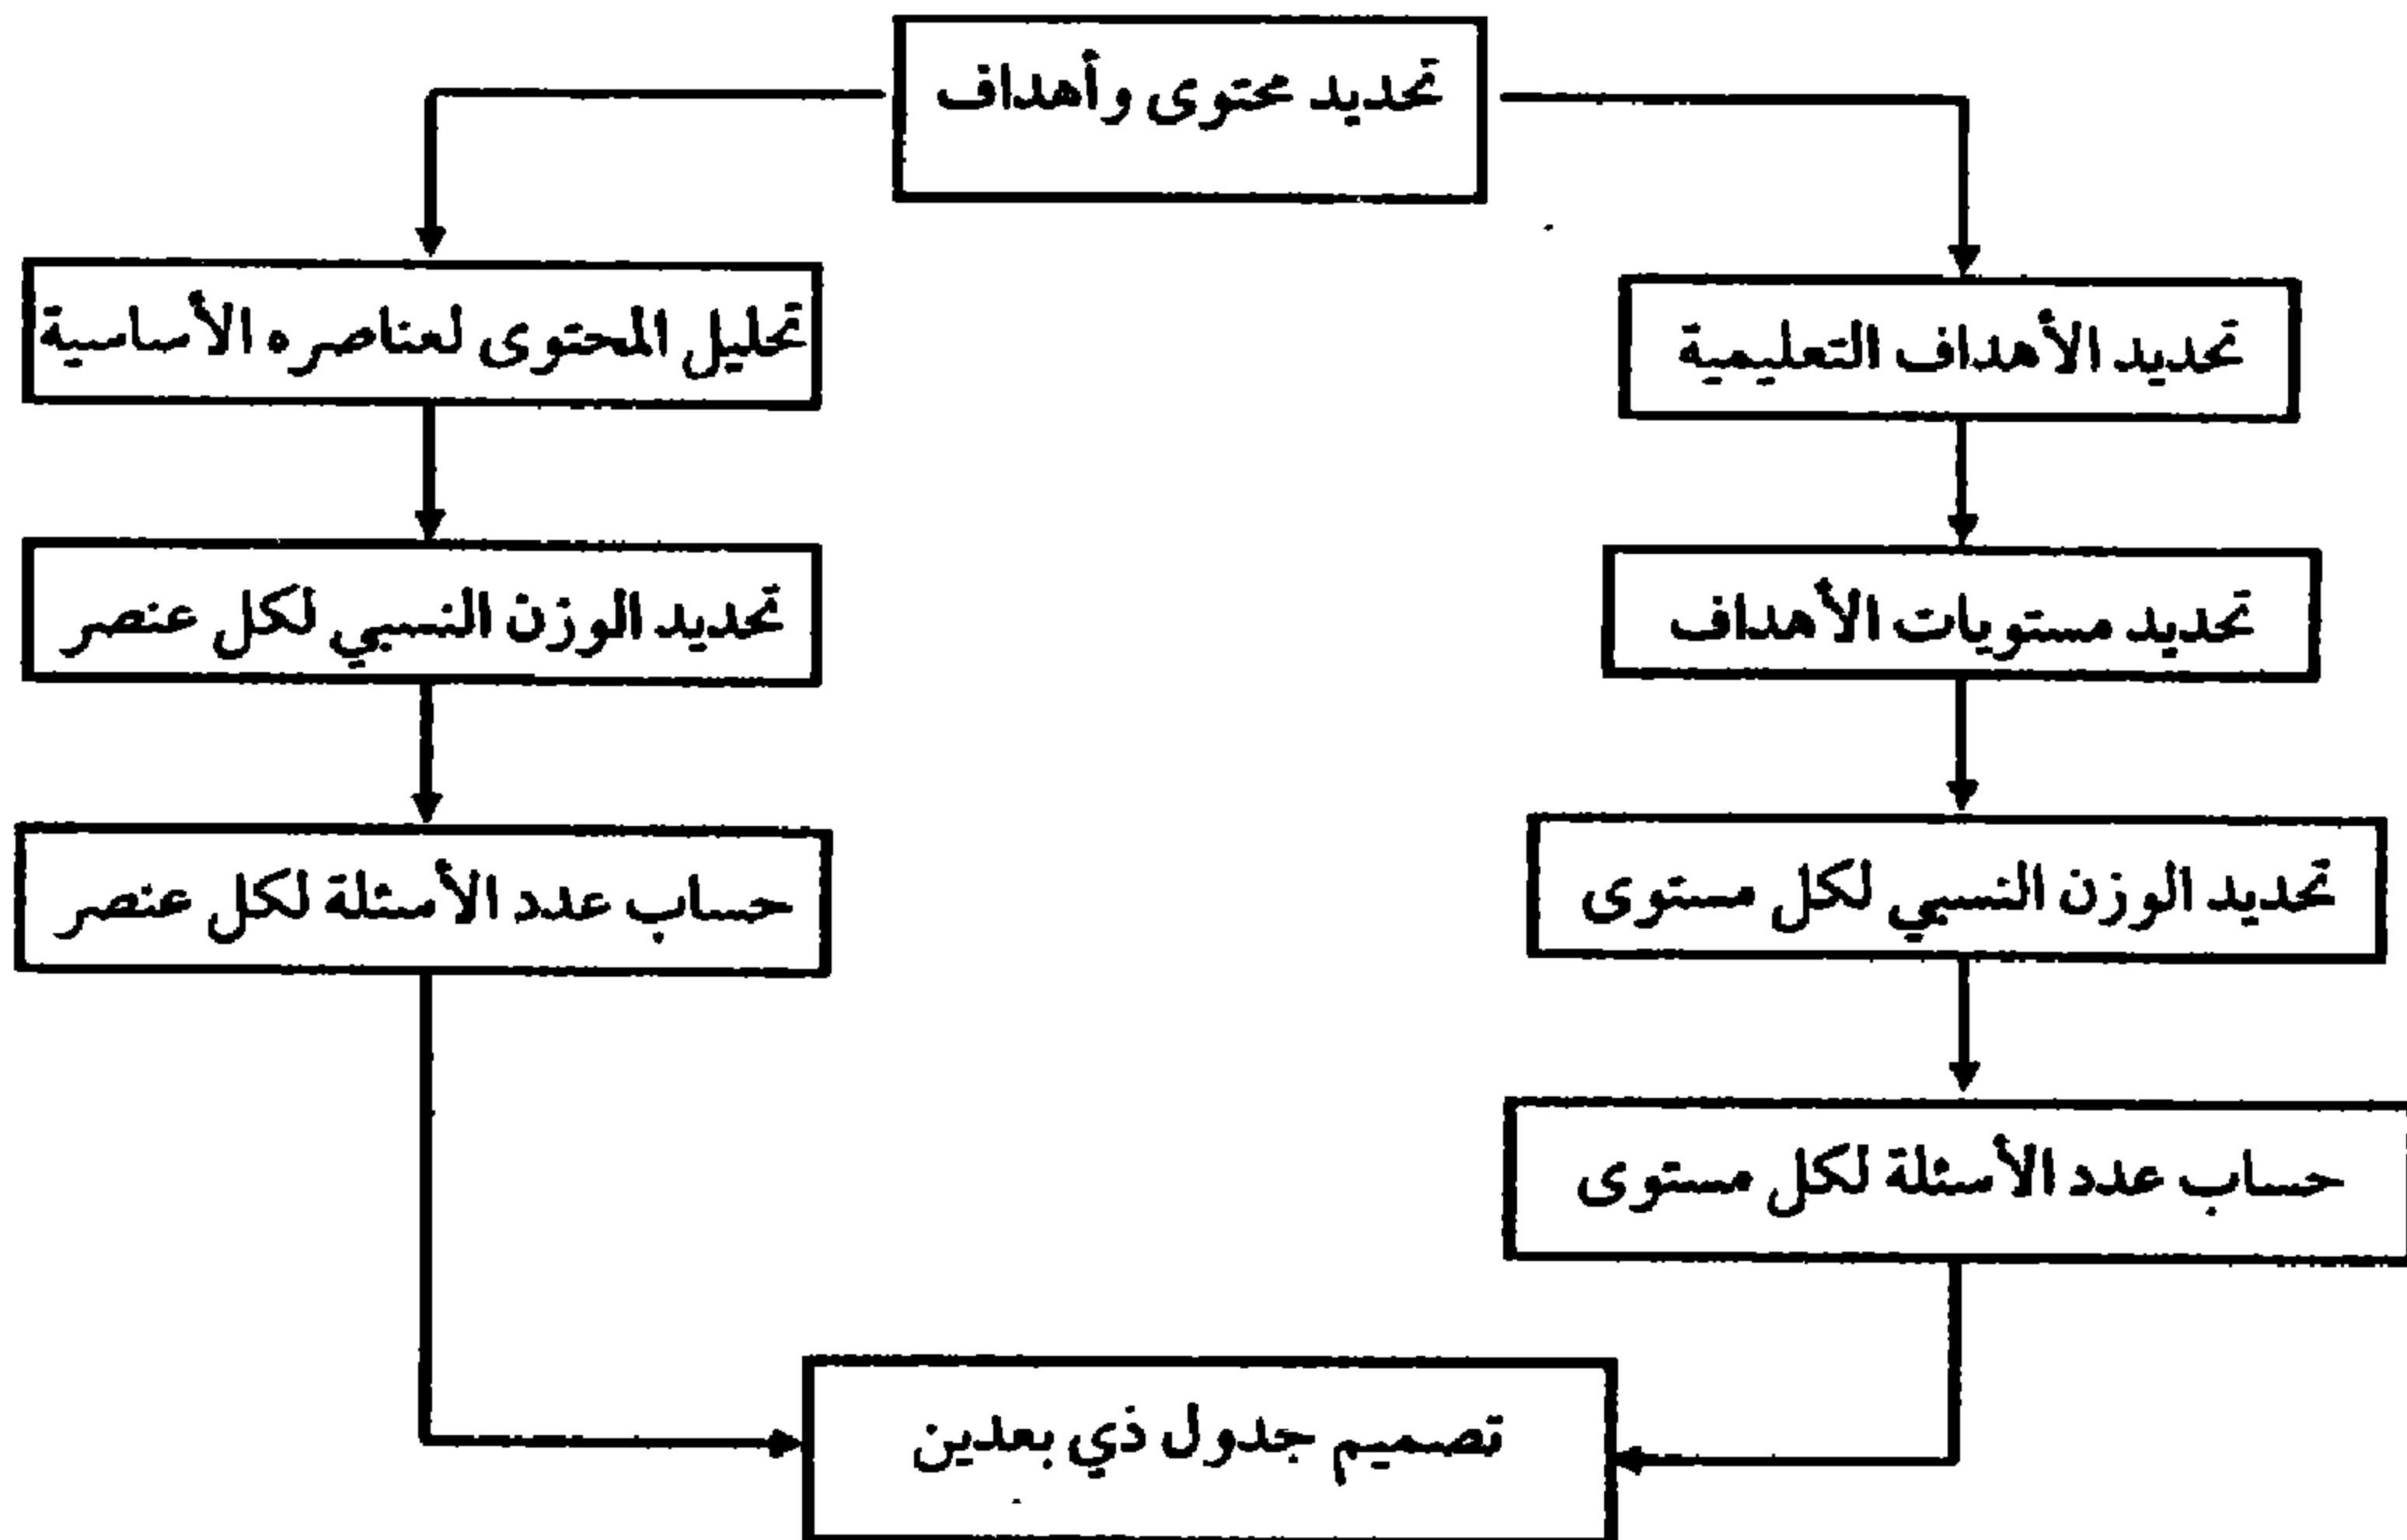 تحديد محتوى وأهداف
تحديد الأهداف التعليمية
تحديد مستويات الأهداف
تحديد الوزن النسبي لكل مستوى
حساب عدد الأسئلة لكل مستوى
تحليل المحتوى لعناصره الأساسية
تحديد الوزن النسبي لكل عنصر
حساب عدد الأسئلة لكل عنصر
تصميم جدول ذي بعدين